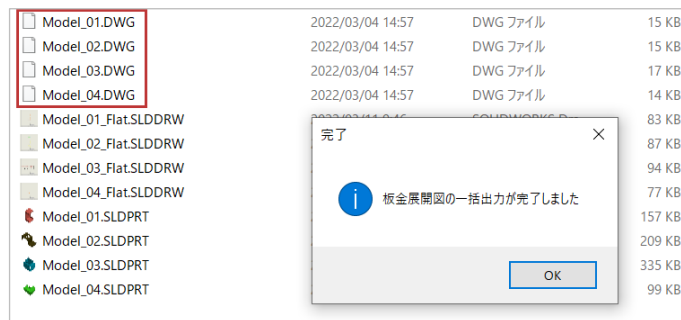 Model_01.DWG 2022/03/04 14:57 DWG ファイル 15 KB
Model_02.DWG 2022/03/04 14:57 DWG ファイル 15 KB
Model_03.DWG 2022/03/04 14:57 DWG ファイル 17 KB
Model_04.DWG 2022/03/04 14:57 DWG ファイル 14 KB
Model_01_Flat.SLDDRW 83 KB
Model_02_Flat.SLDDRW 87 KB
Model_03_Flat.SLDDRW 94 KB
Model_04_Flat.SLDDRW 77 KB
Model_01.SLDPRT 157 KB
Model_02.SLDPRT 209 KB
Model_03.SLDPRT 335 KB
Model_04.SLDPRT 99 KB
完了
板金展開図の一括出力が完了しました
OK